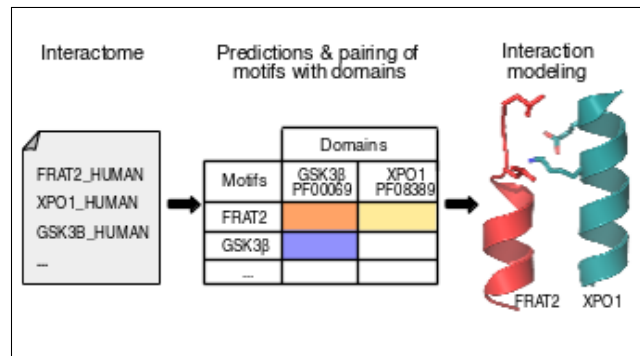 Interactome
Predictions & pairing of
motifs with domains
Interaction
modeling
FRAT2_HUMAN
XPO1_HUMAN
GSK3B_HUMAN
...
Domains
Motifs
GSK3β
PF00069
XPO1
PF08389
FRAT2
GSK3β
...
FRAT2
XPO1